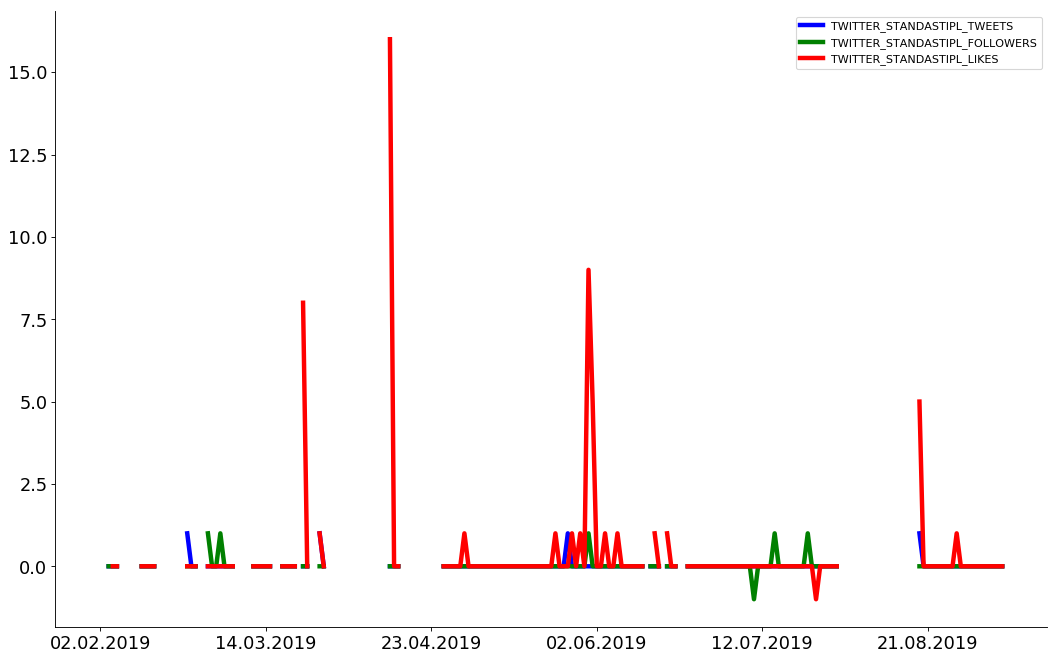 TWITTER_STANDASTIPL_TWEETS
TWITTER_STANDASTIPL_FOLLOWERS
TWITTER_STANDASTIPL_LIKES
15.0
12.5
10.0
7.5
5.0
2.5
0.0
02.02.2019 14.03.2019 23.04.2019 02.06.2019 12.07.2019 21.08.2019